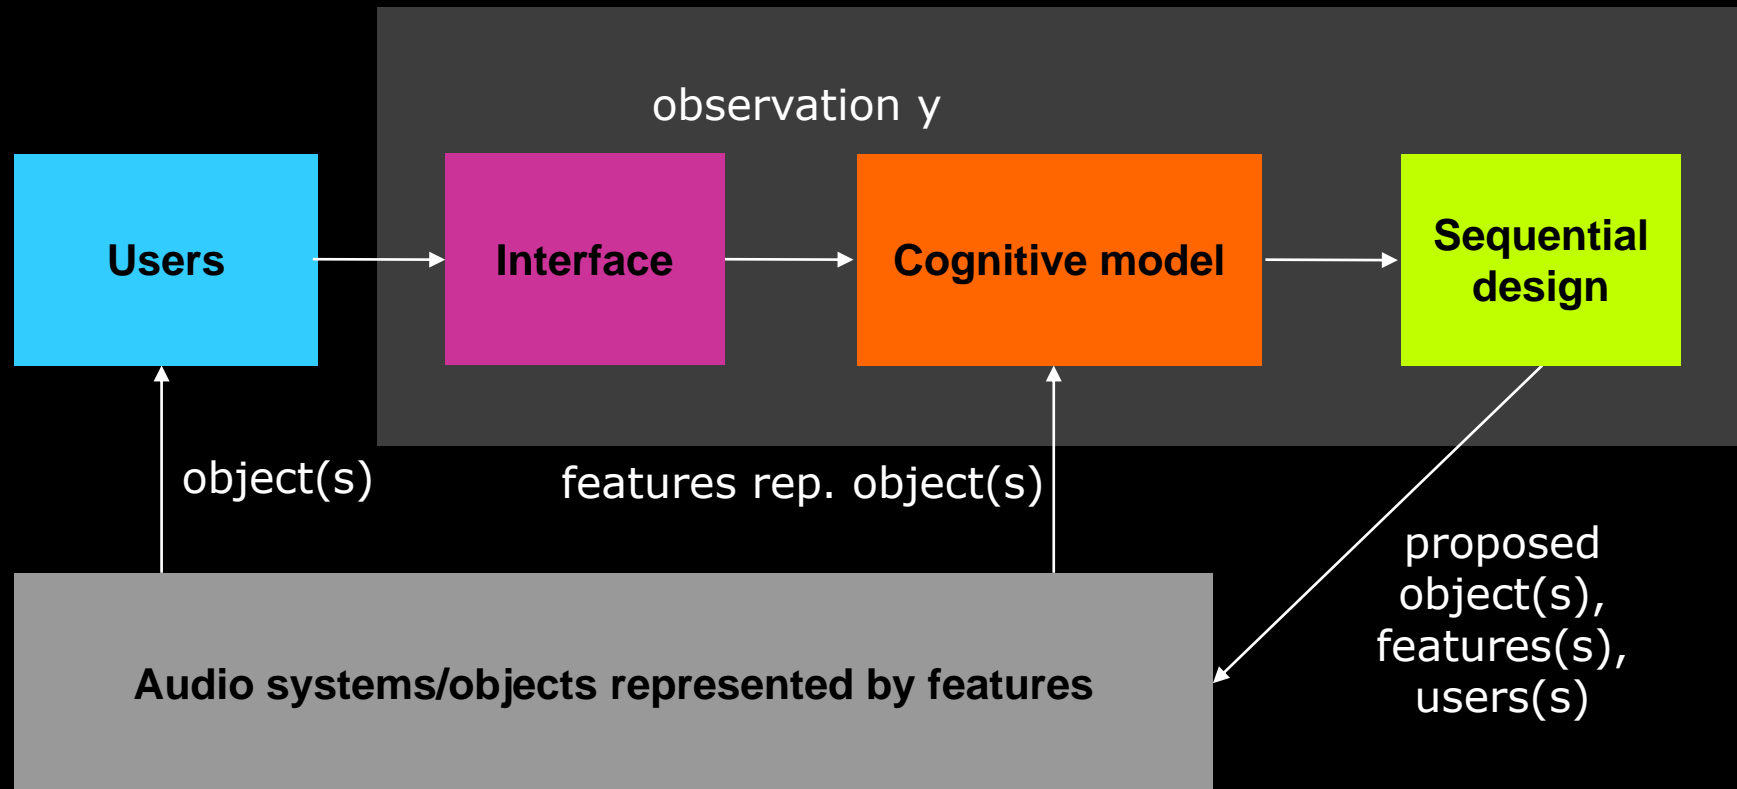 observation y
Users
Interface
Cognitive model
Sequential
design
object(s)
features rep. object(s)
proposed
object(s),
features(s),
users(s)
Audio systems/objects represented by features